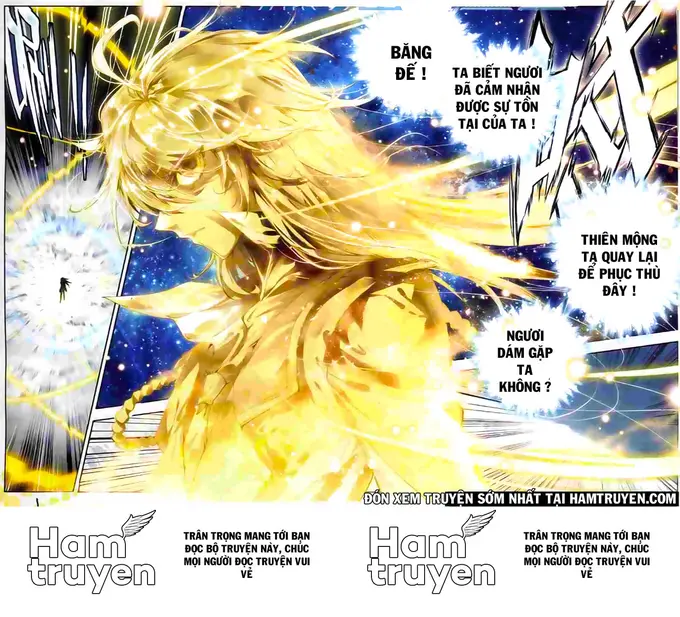 BĂNG
ĐẾ !
TA BIẾT NGƯƠI
ĐÃ CẢM NHẬN
ĐƯỢC SỰ TỒN
TẠI CỦA TA !
THIÊN MỘNG
TA QUAY LẠI
ĐỂ PHỤC THÙ
ĐÂY !
NGƯƠI
DÁM GẶP
TA
KHÔNG ?
ĐÓN XEM TRUYỆN SỚM NHẤT TẠI HAMTRUYEN.COM
Ham
truyen
TRÂN TRỌNG MANG TỚI BẠN
ĐỌC BỘ TRUYỆN NÀY, CHÚC
MỌI NGƯỜI ĐỌC TRUYỆN VUI
VẺ
Ham
truyen
TRÂN TRỌNG MANG TỚI BẠN
ĐỌC BỘ TRUYỆN NÀY, CHÚC
MỌI NGƯỜI ĐỌC TRUYỆN VUI
VẺ